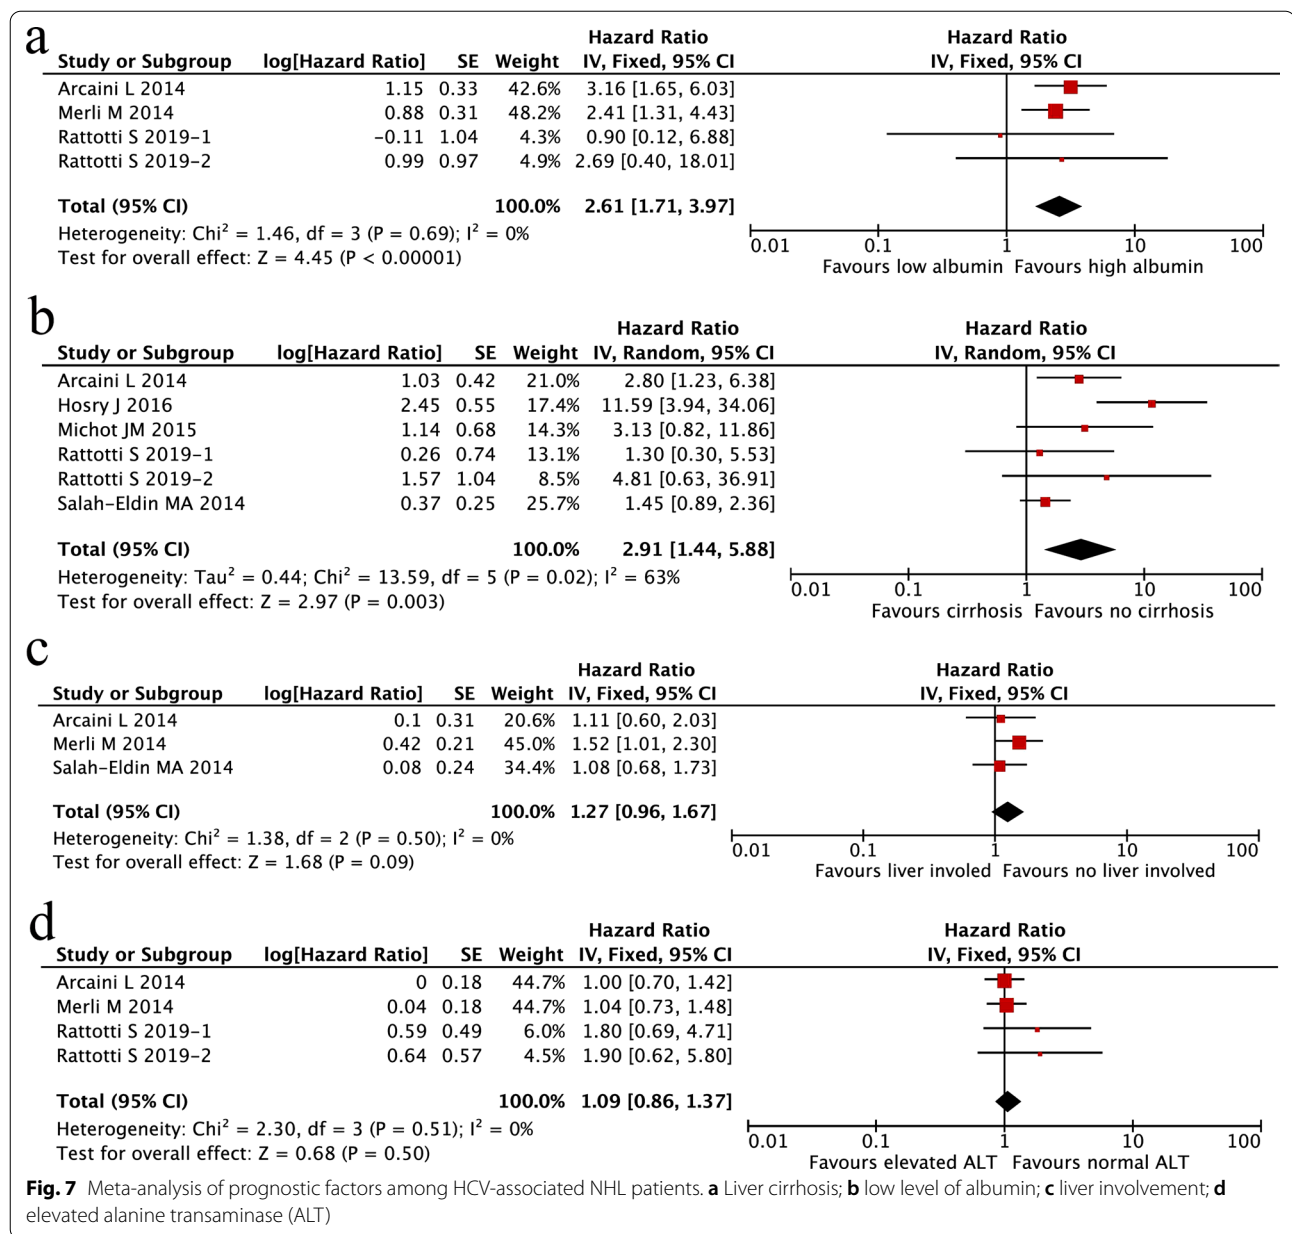 a
Hazard Ratio Hazard Ratio
Study or Subgroup log[Hazard Ratio] SE Weight IV, Fixed, 95% CI IV, Fixed, 95% CI
Arcaini L 2014 1.15 0.33 42.6% 3.16 [1.65, 6.03]
Merli M 2014 0.88 0.31 48.2% 2.41 [1.31, 4.43]
Rattotti S 2019–1 –0.11 1.04 4.3% 0.90 [0.12, 6.88]
Rattotti S 2019–2 0.99 0.97 4.9% 2.69 [0.40, 18.01]
Total (95% CI) 100.0% 2.61 [1.71, 3.97]
Heterogeneity: Chi² = 1.46, df = 3 (P = 0.69); I² = 0%
Test for overall effect: Z = 4.45 (P < 0.00001)
0.01 0.1 1 10 100
Favours low albumin Favours high albumin
b
Hazard Ratio Hazard Ratio
Study or Subgroup log[Hazard Ratio] SE Weight IV, Random, 95% CI IV, Random, 95% CI
Arcaini L 2014 1.03 0.42 21.0% 2.80 [1.23, 6.38]
Hosry J 2016 2.45 0.55 17.4% 11.59 [3.94, 34.06]
Michot JM 2015 1.14 0.68 14.3% 3.13 [0.82, 11.86]
Rattotti S 2019–1 0.26 0.74 13.1% 1.30 [0.30, 5.53]
Rattotti S 2019–2 1.57 1.04 8.5% 4.81 [0.63, 36.91]
Salah–Eldin MA 2014 0.37 0.25 25.7% 1.45 [0.89, 2.36]
Total (95% CI) 100.0% 2.91 [1.44, 5.88]
Heterogeneity: Tau² = 0.44; Chi² = 13.59, df = 5 (P = 0.02); I² = 63%
Test for overall effect: Z = 2.97 (P = 0.003)
0.01 0.1 1 10 100
Favours cirrhosis Favours no cirrhosis
c
Hazard Ratio Hazard Ratio
Study or Subgroup log[Hazard Ratio] SE Weight IV, Fixed, 95% CI IV, Fixed, 95% CI
Arcaini L 2014 0.1 0.31 20.6% 1.11 [0.60, 2.03]
Merli M 2014 0.42 0.21 45.0% 1.52 [1.01, 2.30]
Salah–Eldin MA 2014 0.08 0.24 34.4% 1.08 [0.68, 1.73]
Total (95% CI) 100.0% 1.27 [0.96, 1.67]
Heterogeneity: Chi² = 1.38, df = 2 (P = 0.50); I² = 0%
Test for overall effect: Z = 1.68 (P = 0.09)
0.01 0.1 1 10 100
Favours liver involed Favours no liver involved
d
Hazard Ratio Hazard Ratio
Study or Subgroup log[Hazard Ratio] SE Weight IV, Fixed, 95% CI IV, Fixed, 95% CI
Arcaini L 2014 0 0.18 44.7% 1.00 [0.70, 1.42]
Merli M 2014 0.04 0.18 44.7% 1.04 [0.73, 1.48]
Rattotti S 2019–1 0.59 0.49 6.0% 1.80 [0.69, 4.71]
Rattotti S 2019–2 0.64 0.57 4.5% 1.90 [0.62, 5.80]
Total (95% CI) 100.0% 1.09 [0.86, 1.37]
Heterogeneity: Chi² = 2.30, df = 3 (P = 0.51); I² = 0%
Test for overall effect: Z = 0.68 (P = 0.50)
0.01 0.1 1 10 100
Favours elevated ALT Favours normal ALT
Fig. 7 Meta-analysis of prognostic factors among HCV-associated NHL patients. a Liver cirrhosis; b low level of albumin; c liver involvement; d
elevated alanine transaminase (ALT)